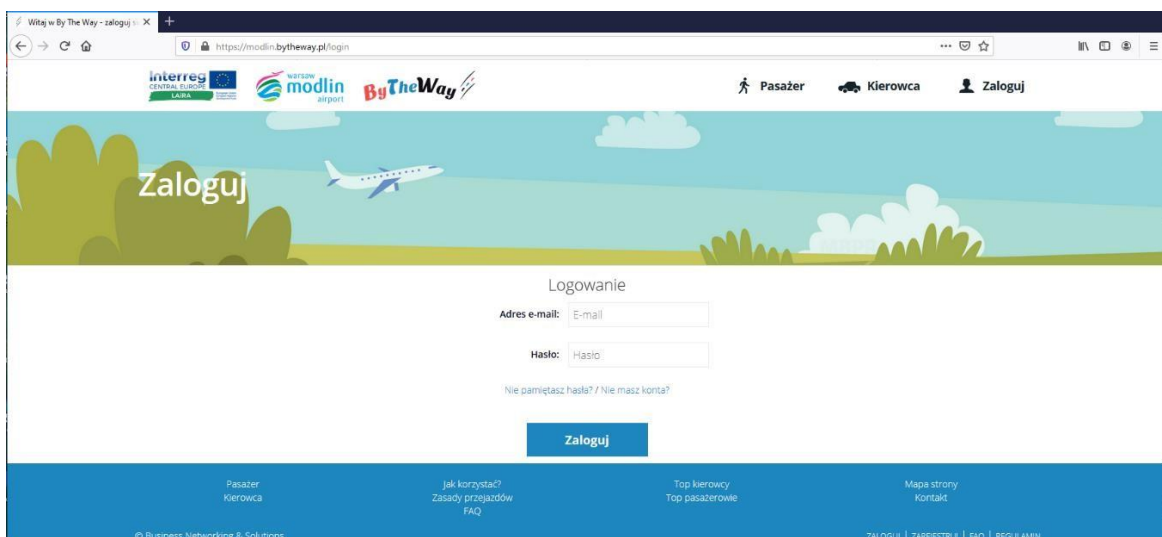 Witaj w By The Way - zaloguj si
https://modlin.bytheway.pl/login
Interreg
CENTRAL EUROPE
LAIRA
warsaw
modlin
airport
ByTheWay
Pasażer
Kierowca
Zaloguj
Zaloguj
Logowanie
Adres e-mail: E-mail
Hasło: Hasło
Nie pamiętasz hasła? / Nie masz konta?
Zaloguj
Pasażer Jak korzystać? Top kierowcy Mapa strony
Kierowca Zasady przejazdów Top pasażerowie Kontakt
FAQ
© Business Networking & Solutions ZALOGUJ | ZAREJESTRUJ | FAQ | REGULAMIN